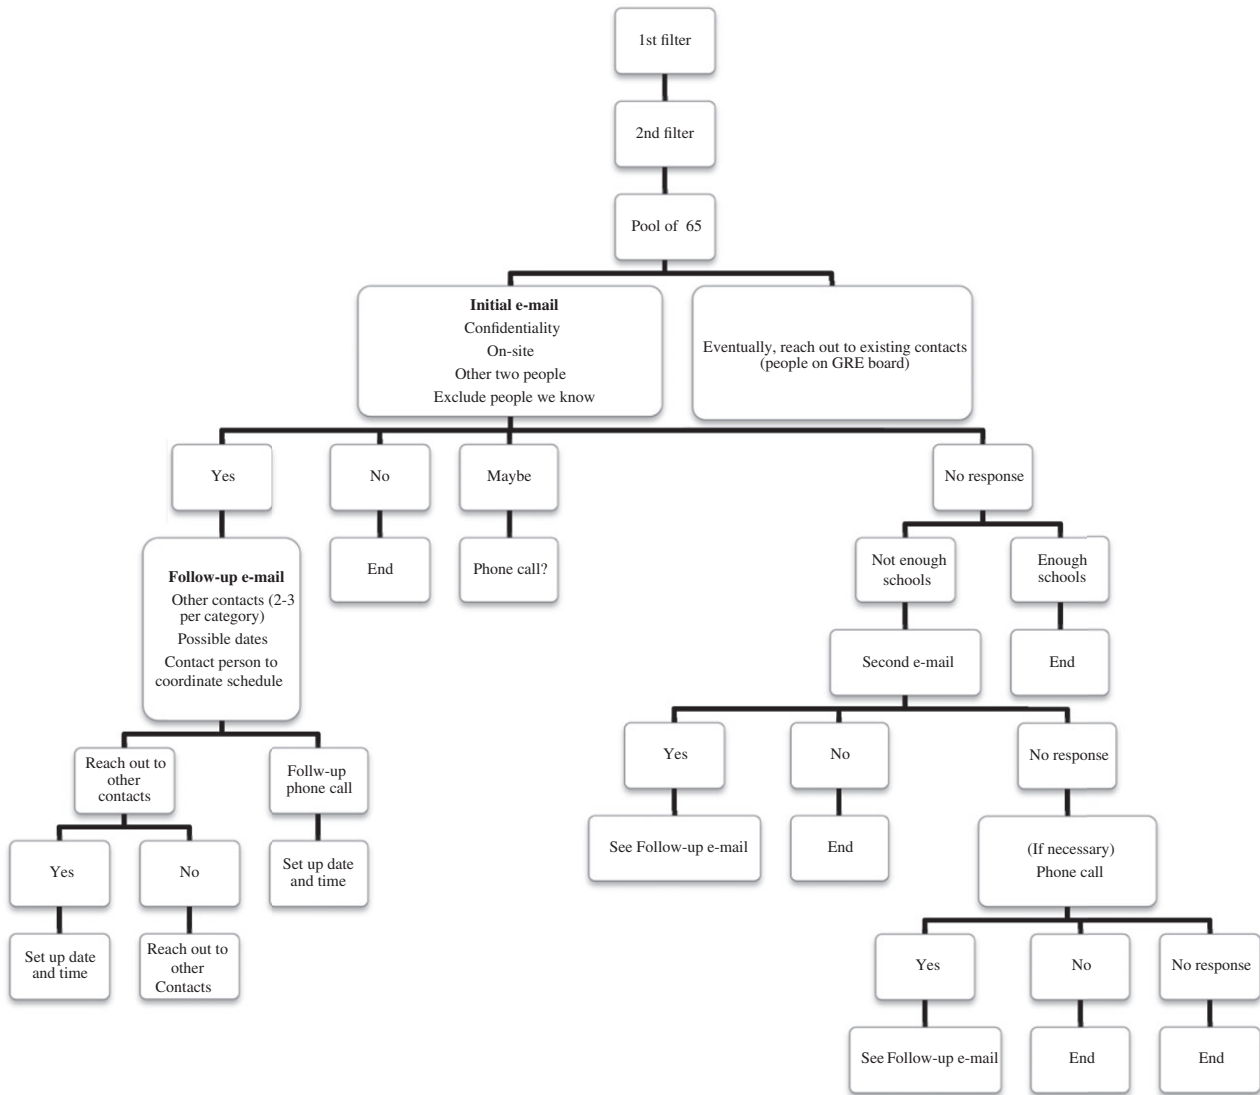 1st filter
2nd filter
Pool of 65
Initial e-mail
Confidentiality
On-site
Other two people
Exclude people we know
Eventually, reach out to existing contacts
(people on GRE board)
Yes
No
Maybe
No response
Follow-up e-mail
Other contacts (2-3
per category)
Possible dates
Contact person to
coordinate schedule
End
Phone call?
Not enough
schools
Enough
schools
Second e-mail
End
Reach out to
other
contacts
Follw-up
phone call
Yes
No
No response
Yes
No
Set up date
and time
See Follow-up e-mail
End
(If necessary)
Phone call
Set up date
and time
Reach out to
other
Contacts
Yes
No
No response
See Follow-up e-mail
End
End